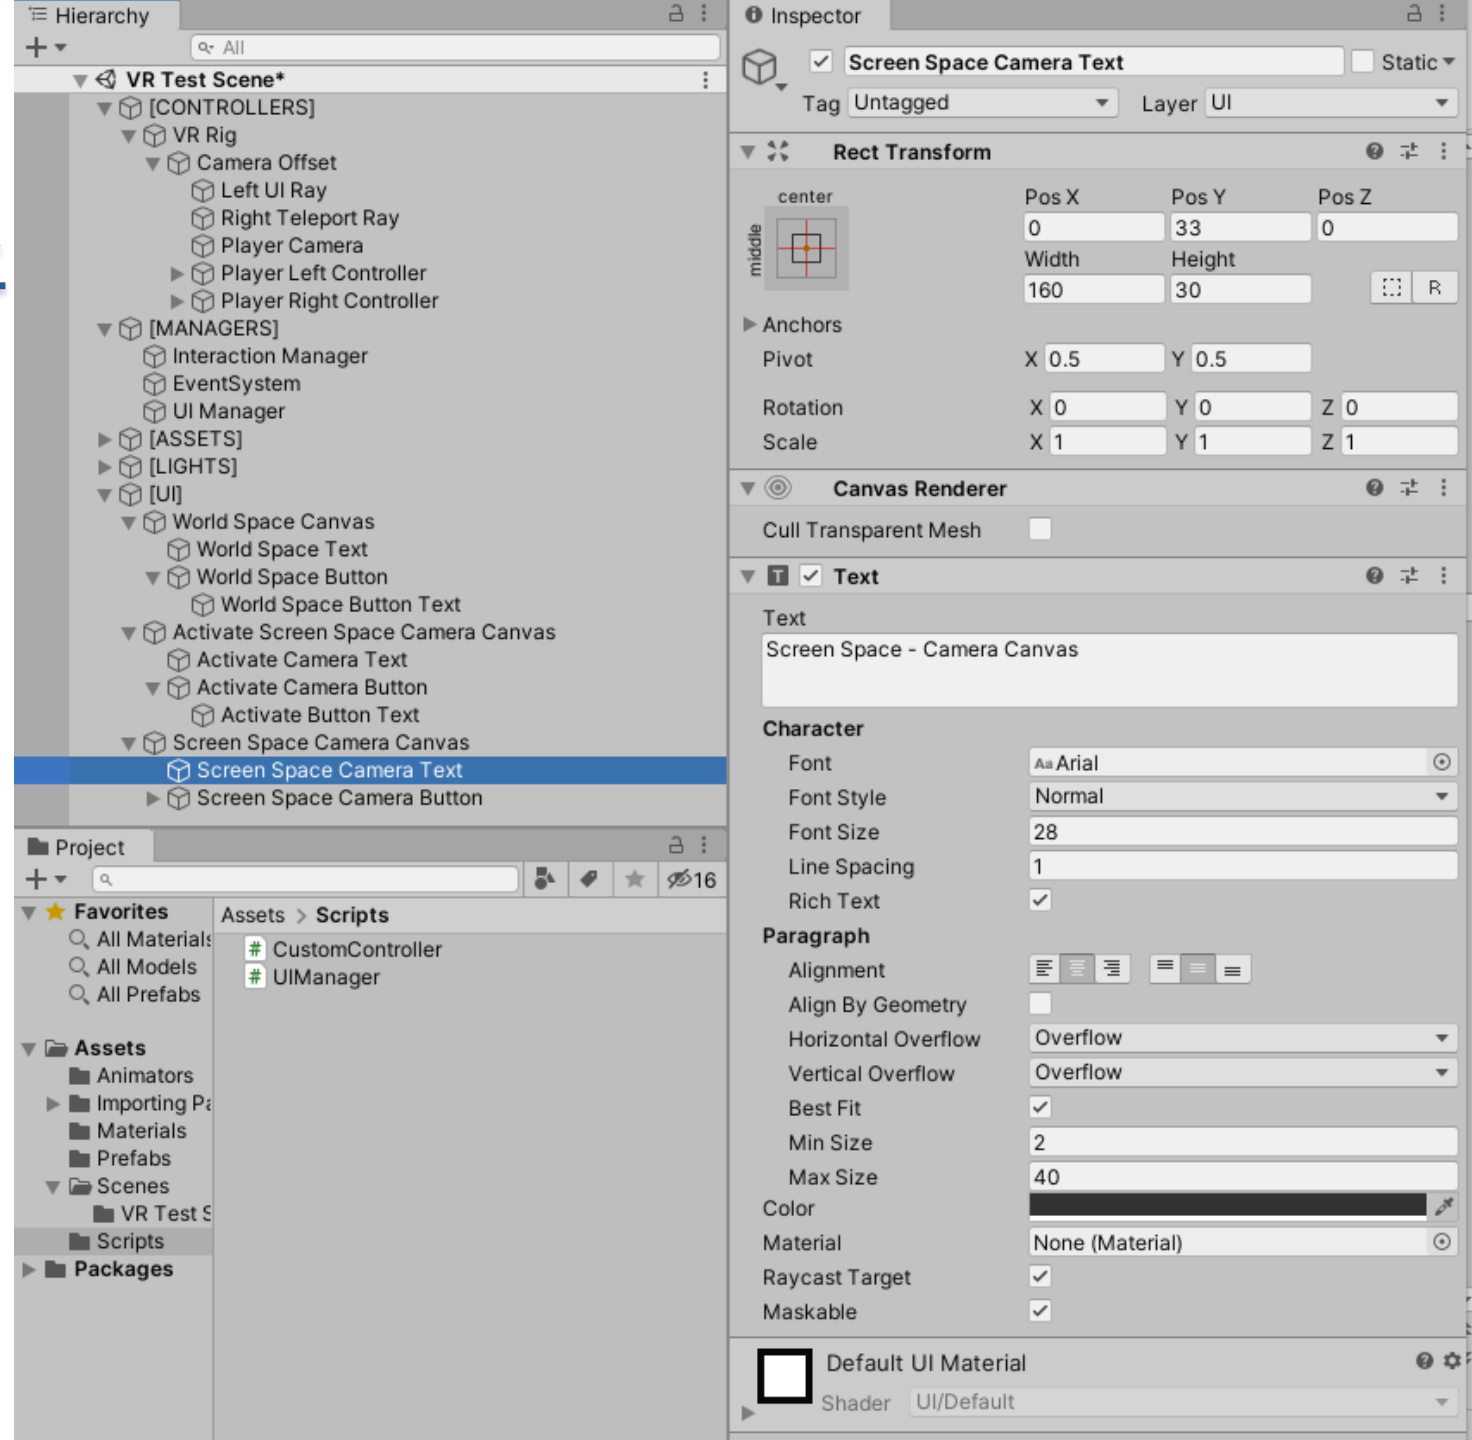 Hierarchy
All
VR Test Scene*
[CONTROLLERS]
VR Rig
Camera Offset
Left UI Ray
Right Teleport Ray
Player Camera
Player Left Controller
Player Right Controller
[MANAGERS]
Interaction Manager
EventSystem
UI Manager
[ASSETS]
[LIGHTS]
[UI]
World Space Canvas
World Space Text
World Space Button
World Space Button Text
Activate Screen Space Camera Canvas
Activate Camera Text
Activate Camera Button
Activate Button Text
Screen Space Camera Canvas
Screen Space Camera Text
Screen Space Camera Button
Project
16
Favorites
All Materials
All Models
All Prefabs
Assets
Animators
Importing Pa
Materials
Prefabs
Scenes
VR Test S
Scripts
Packages
Assets > Scripts
# CustomController
# UIManager
Inspector
Screen Space Camera Text Static
Tag Untagged Layer UI
Rect Transform
center
middle
Pos X Pos Y Pos Z
0 33 0
Width Height
160 30
R
Anchors
Pivot X 0.5 Y 0.5
Rotation X 0 Y 0 Z 0
Scale X 1 Y 1 Z 1
Canvas Renderer
Cull Transparent Mesh
T Text
Text
Screen Space - Camera Canvas
Character
Font Aa Arial
Font Style Normal
Font Size 28
Line Spacing 1
Rich Text
Paragraph
Alignment
Align By Geometry
Horizontal Overflow Overflow
Vertical Overflow Overflow
Best Fit
Min Size 2
Max Size 40
Color
Material None (Material)
Raycast Target
Maskable
Default UI Material
Shader UI/Default